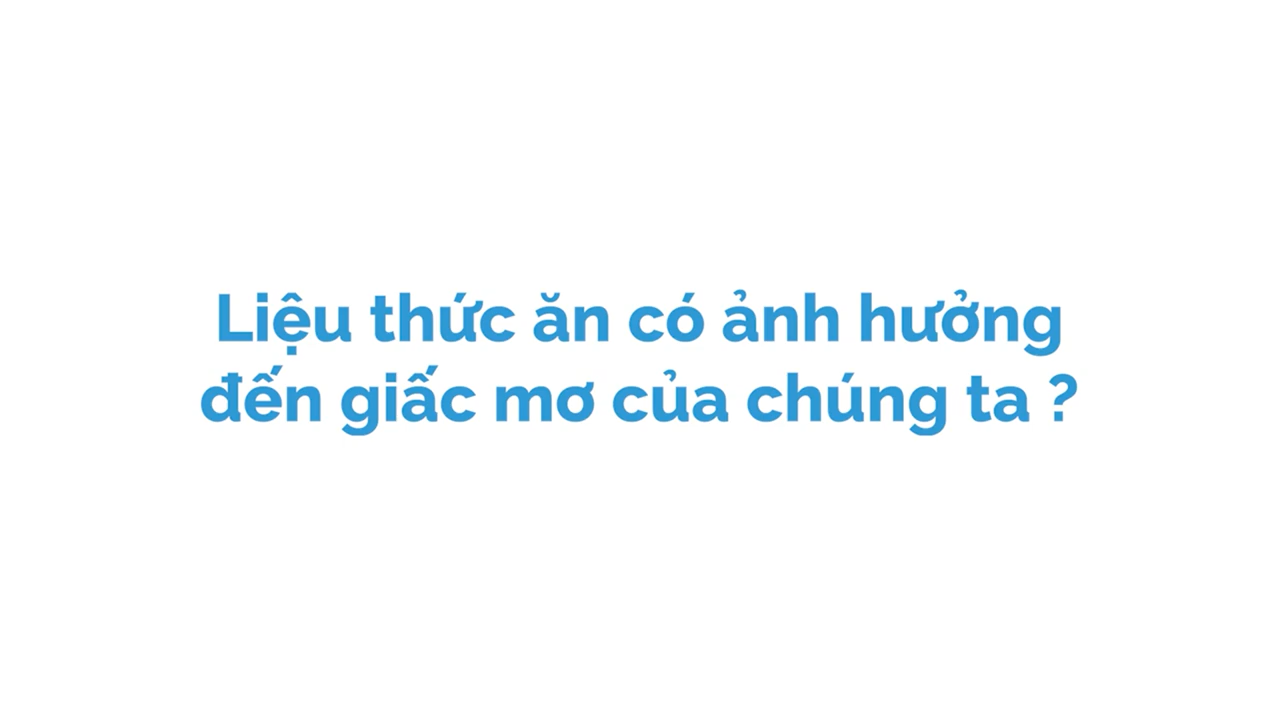 Liệu thức ăn có ảnh hưởng
đến giấc mơ của chúng ta ?